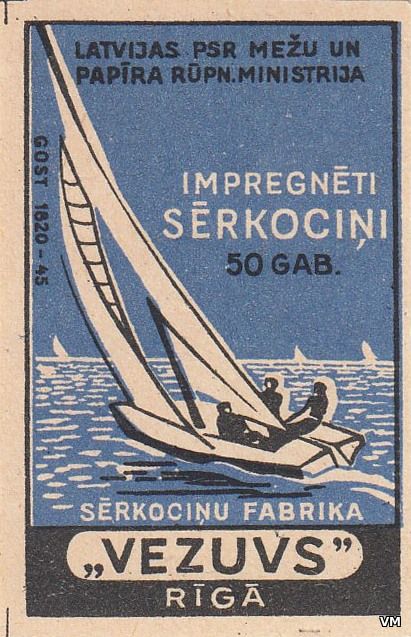 LATVIJAS PSR MEŽU UN
PAPĪRA RŪPN.MINISTRIJA
GOST 1820-45
IMPREGNĒTI
SĒRKOCIŅI
50 GAB.
SĒRKOCIŅU FABRIKA
„VEZUVS”
RĪGĀ
VM